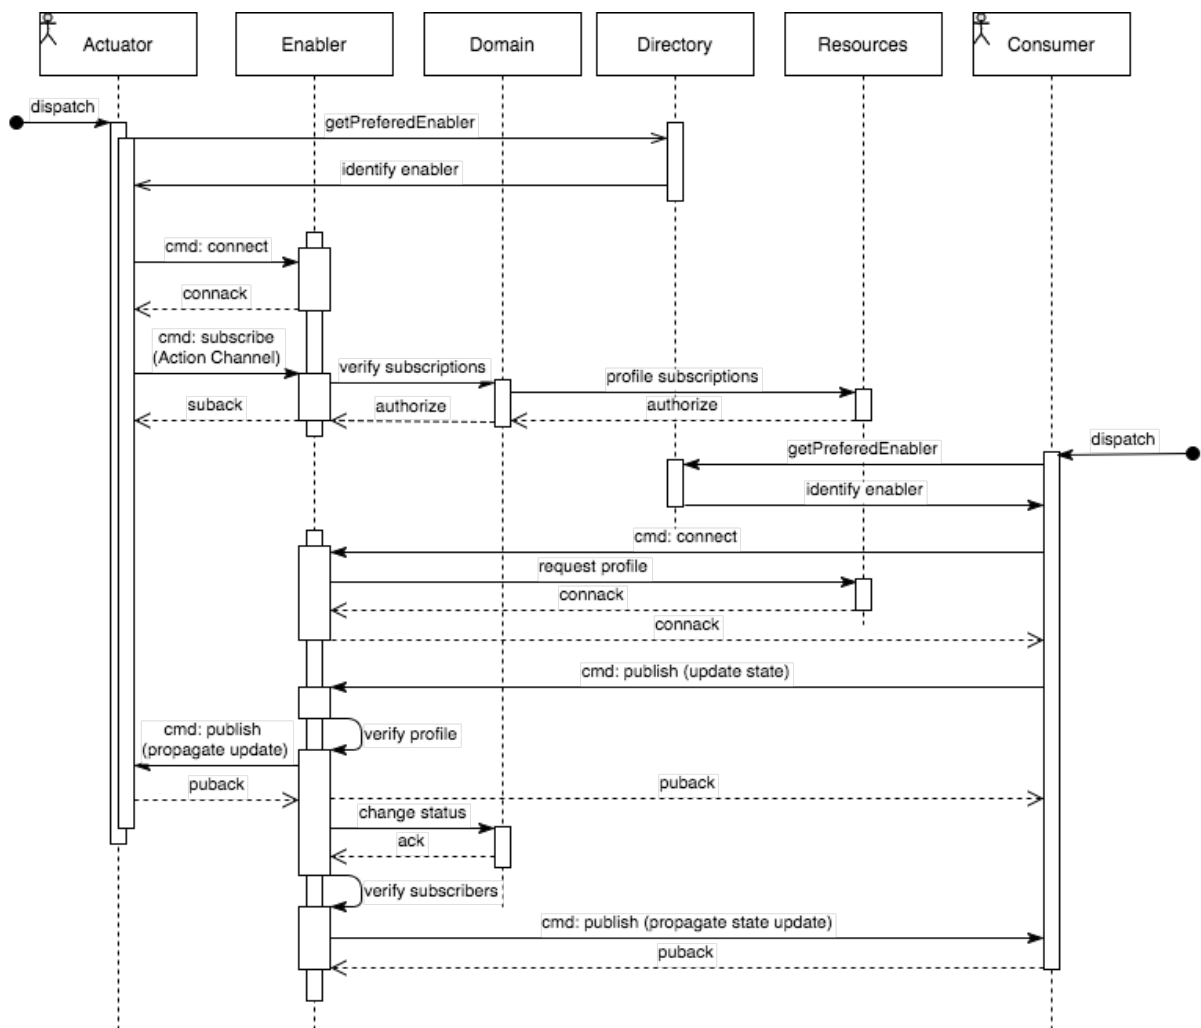 Actuator
Enabler
Domain
Directory
Resources
Consumer
dispatch
getPreferedEnabler
identify enabler
cmd: connect
connack
cmd: subscribe
(Action Channel)
verify subscriptions
profile subscriptions
suback
authorize
authorize
dispatch
getPreferedEnabler
identify enabler
cmd: connect
request profile
connack
connack
cmd: publish (update state)
cmd: publish
(propagate update)
verify profile
puback
puback
change status
ack
verify subscribers
cmd: publish (propagate state update)
puback